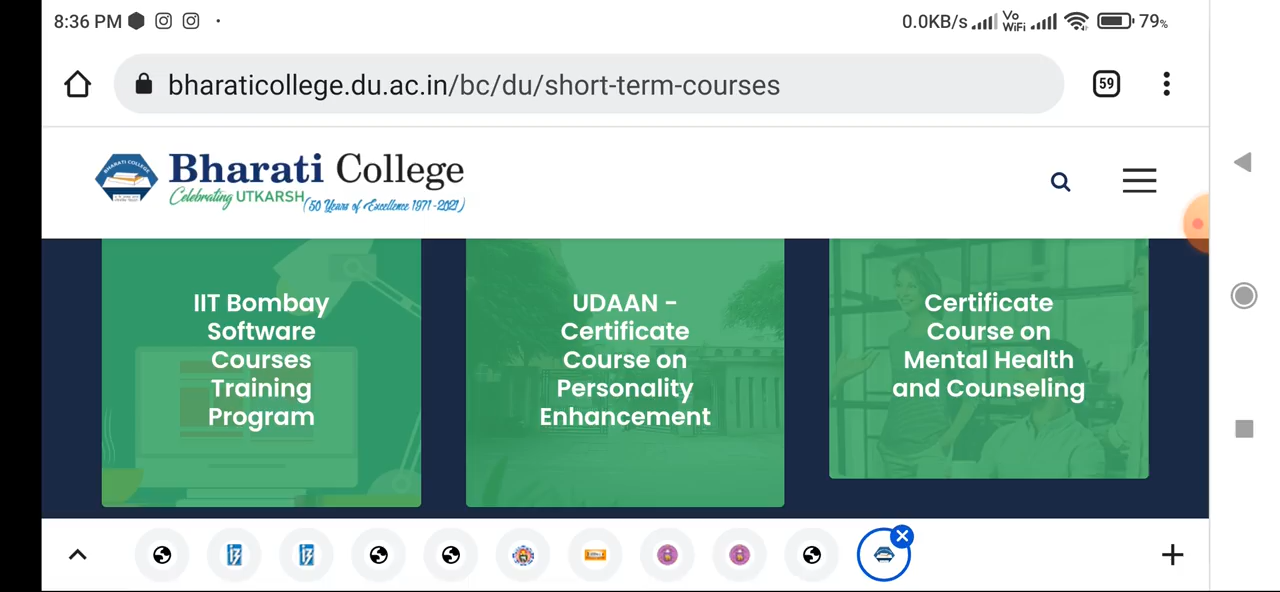 8:36 PM
0.0KB/s Vo WiFi 79%
bharaticollege.du.ac.in/bc/du/short-term-courses
59
BHARATI COLLEGE
Bharati College
Celebrating UTKARSH (50 Years of Excellence 1971-2021)
IIT Bombay
Software
Courses
Training
Program
UDAAN -
Certificate
Course on
Personality
Enhancement
Certificate
Course on
Mental Health
and Counseling